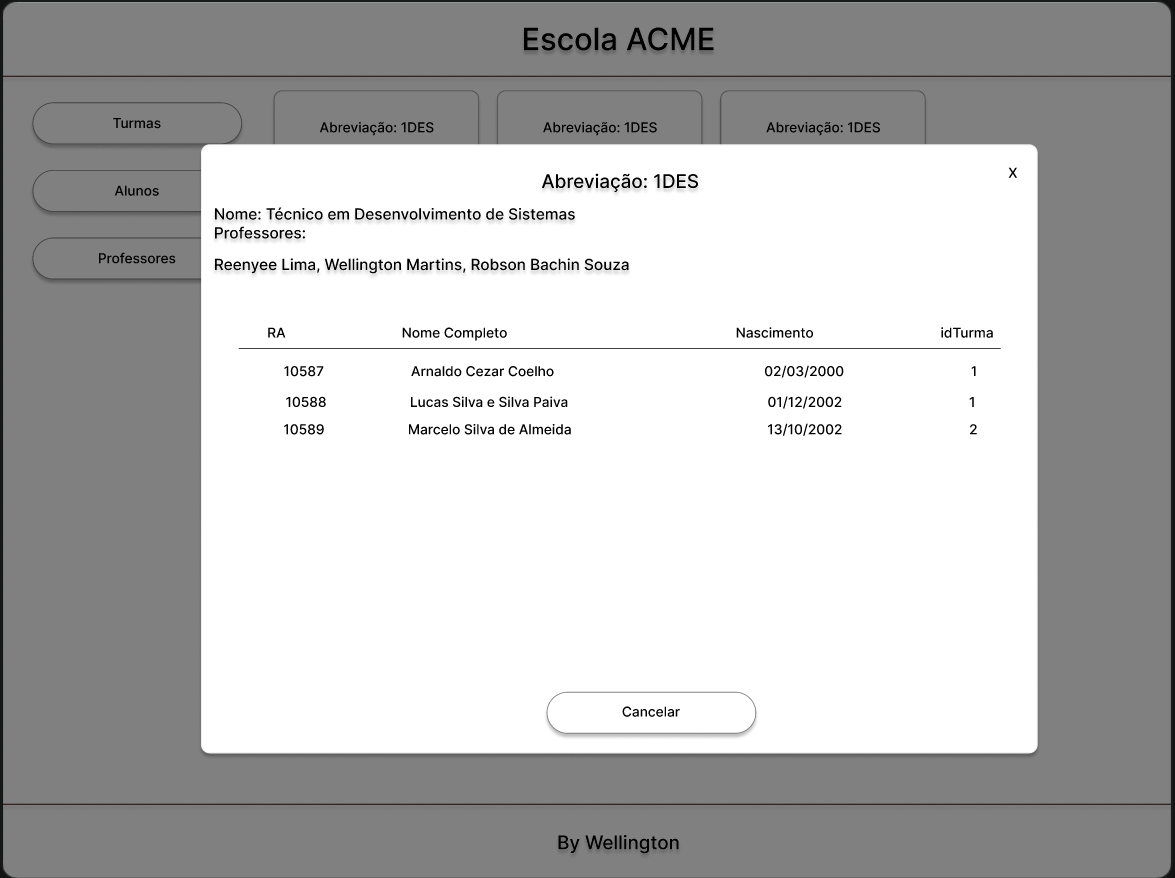 Escola ACME
Turmas
Abreviação: 1DES Abreviação: 1DES Abreviação: 1DES
Alunos
Professores
Abreviação: 1DES X
Nome: Técnico em Desenvolvimento de Sistemas
Professores:
Reenyee Lima, Wellington Martins, Robson Bachin Souza
RA Nome Completo Nascimento idTurma
10587 Arnaldo Cezar Coelho 02/03/2000 1
10588 Lucas Silva e Silva Paiva 01/12/2002 1
10589 Marcelo Silva de Almeida 13/10/2002 2
Cancelar
By Wellington